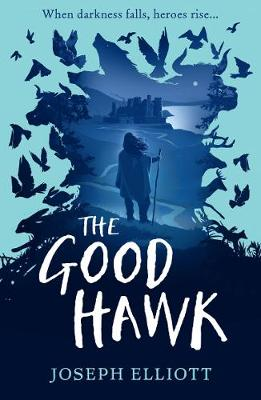 When darkness falls, heroes rise...
THE
GOOD
HAWK
JOSEPH ELLIOTT